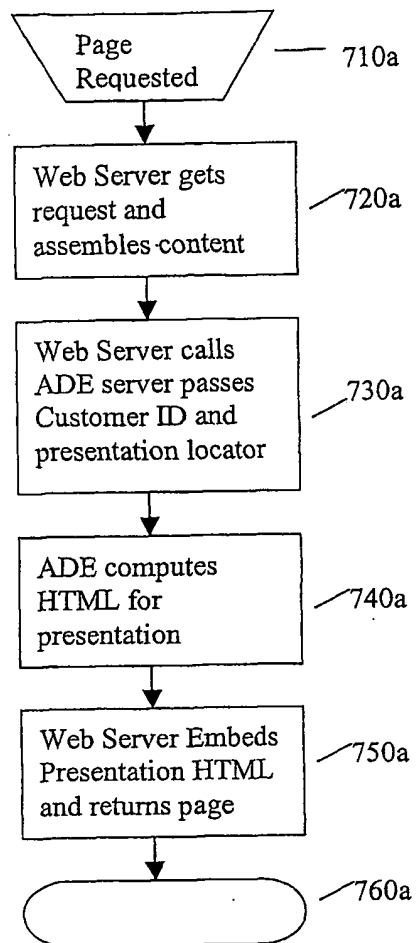 Page
Requested
710a
Web Server gets
request and
assembles content
720a
Web Server calls
ADE server passes
Customer ID and
presentation locator
730a
ADE computes
HTML for
presentation
740a
Web Server Embeds
Presentation HTML
and returns page
750a
760a